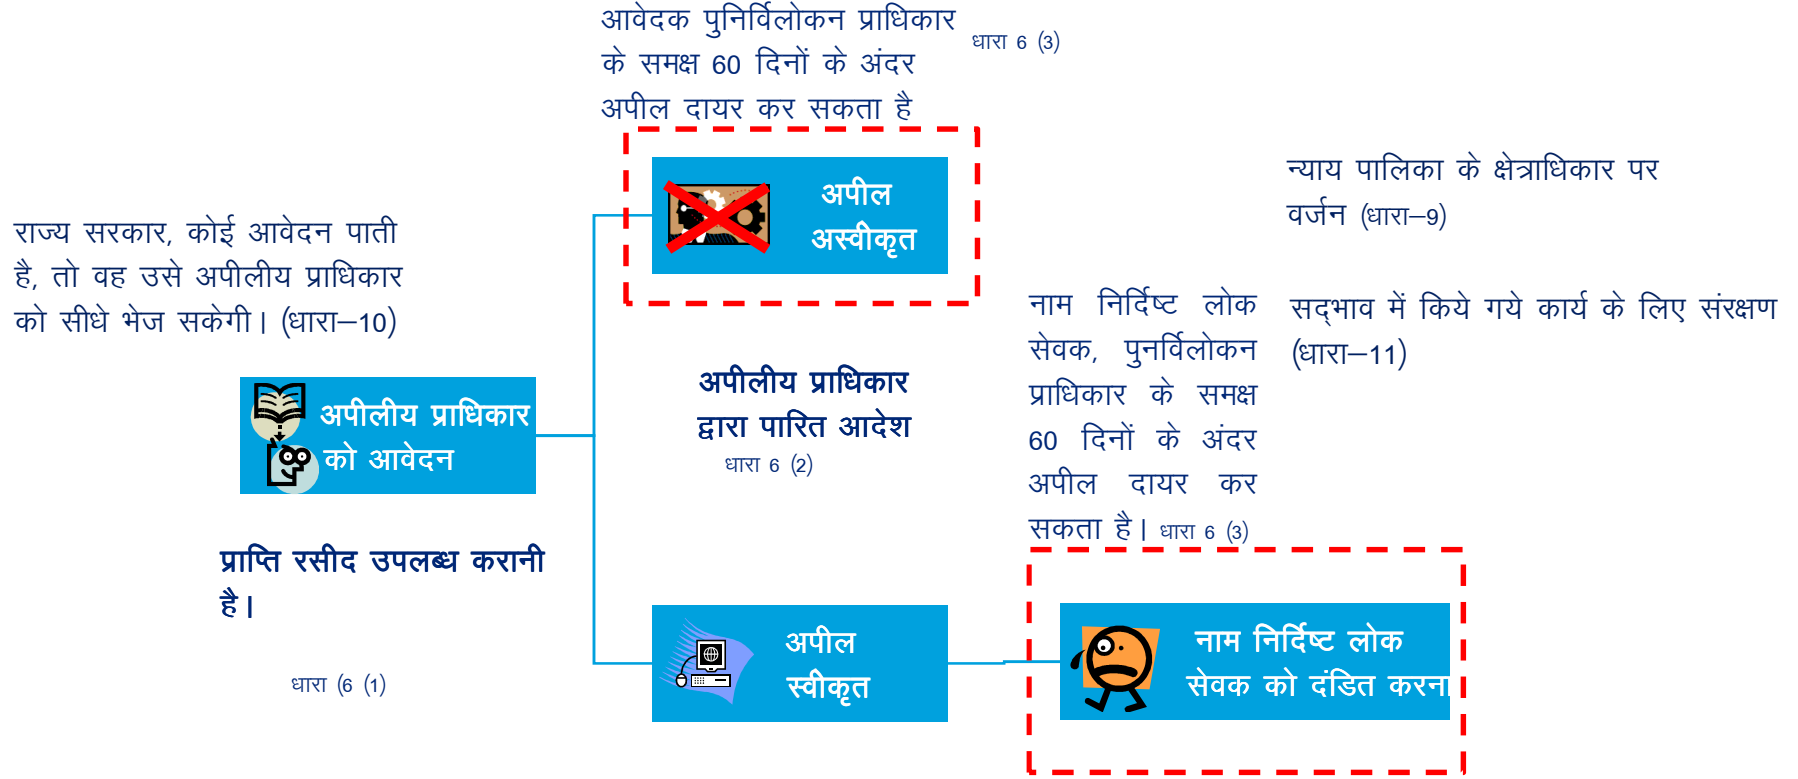 आवेदक पुनिर्विलोकन प्राधिकार
के समक्ष 60 दिनों के अंदर
अपील दायर कर सकता है
धारा 6 (3)
अपील
अस्वीकृत
न्याय पालिका के क्षेत्राधिकार पर
वर्जन (धारा–9)
राज्य सरकार, कोई आवेदन पाती
है, तो वह उसे अपीलीय प्राधिकार
को सीधे भेज सकेगी। (धारा–10)
नाम निर्दिष्ट लोक
सेवक, पुनर्विलोकन
प्राधिकार के समक्ष
60 दिनों के अंदर
अपील दायर कर
सकता है। धारा 6 (3)
सद्भाव में किये गये कार्य के लिए संरक्षण
(धारा–11)
अपीलीय प्राधिकार
को आवेदन
अपीलीय प्राधिकार
द्वारा पारित आदेश
धारा 6 (2)
प्राप्ति रसीद उपलब्ध करानी
है।
धारा (6 (1)
अपील
स्वीकृत
नाम निर्दिष्ट लोक
सेवक को दंडित करना